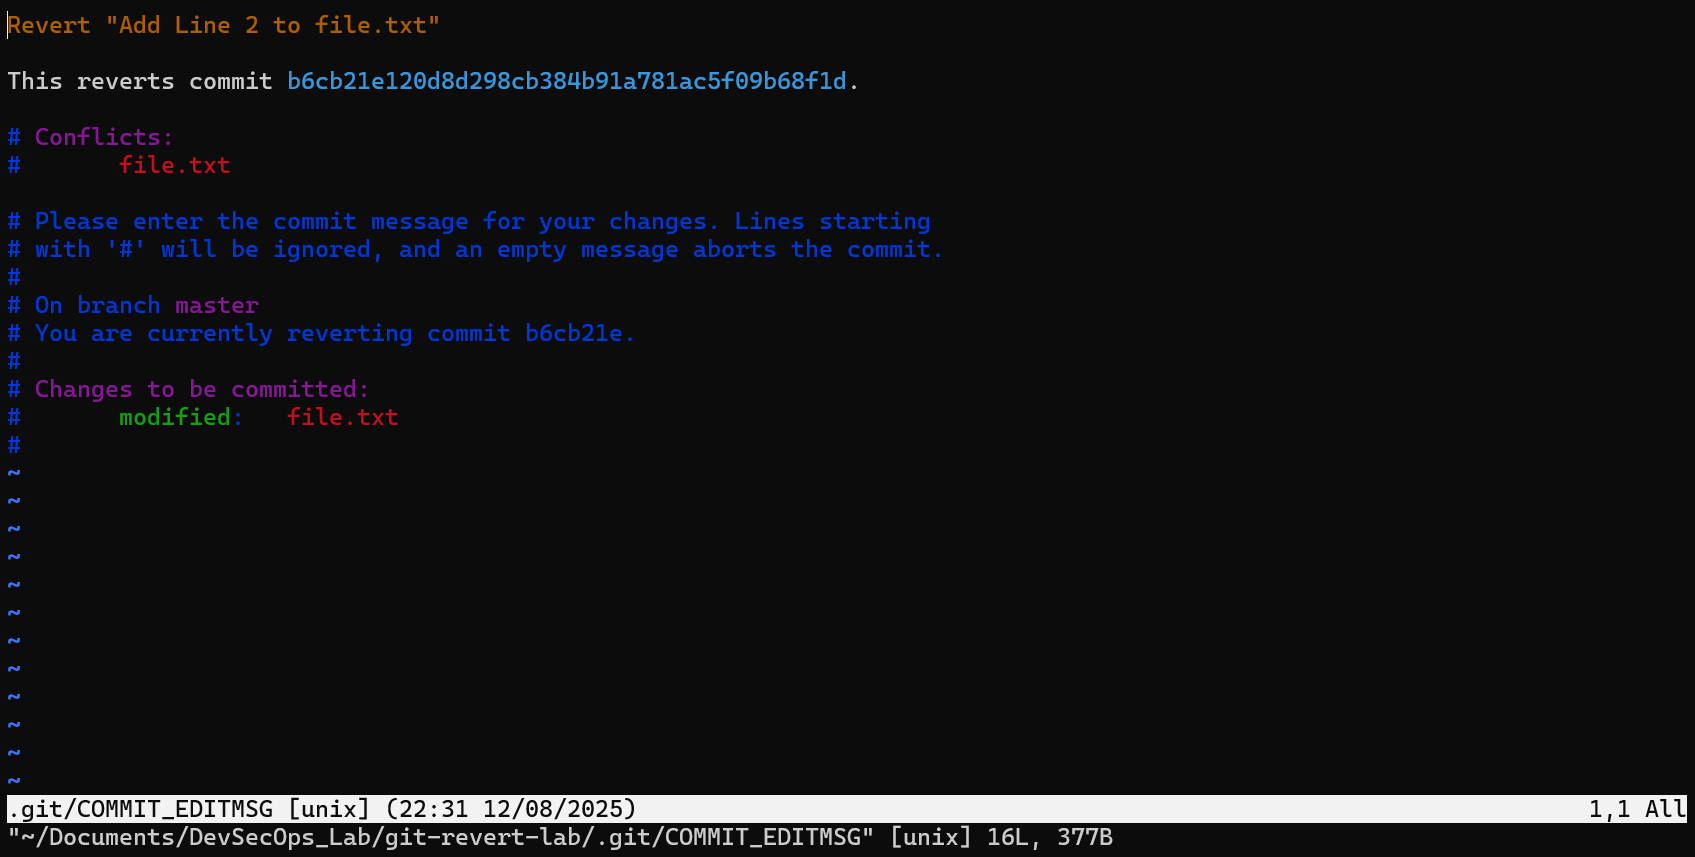 Revert "Add Line 2 to file.txt"
This reverts commit b6cb21e120d8d298cb384b91a781ac5f09b68f1d.
# Conflicts:
#       file.txt
# Please enter the commit message for your changes. Lines starting
# with '#' will be ignored, and an empty message aborts the commit.
#
# On branch master
# You are currently reverting commit b6cb21e.
#
# Changes to be committed:
#       modified:   file.txt
#
~
~
~
~
~
~
~
~
~
~
~
~
.git/COMMIT_EDITMSG [unix] (22:31 12/08/2025) 1,1 All
"~/Documents/DevSecOps_Lab/git-revert-lab/.git/COMMIT_EDITMSG" [unix] 16L, 377B